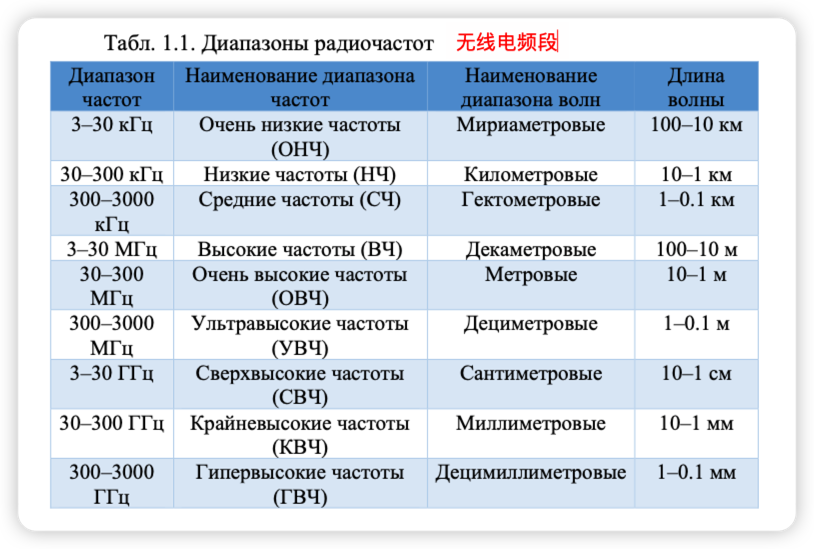 Табл. 1.1. Диапазоны радиочастот 无线电频段
Диапазон частот Наименование диапазона частот Наименование диапазона волн Длина волны
3–30 кГц Очень низкие частоты (ОНЧ) Мириаметровые 100–10 км
30–300 кГц Низкие частоты (НЧ) Километровые 10–1 км
300–3000 кГц Средние частоты (СЧ) Гектометровые 1–0.1 км
3–30 МГц Высокие частоты (ВЧ) Декаметровые 100–10 м
30–300 МГц Очень высокие частоты (ОВЧ) Метровые 10–1 м
300–3000 МГц Ультравысокие частоты (УВЧ) Дециметровые 1–0.1 м
3–30 ГГц Сверхвысокие частоты (СВЧ) Сантиметровые 10–1 см
30–300 ГГц Крайневысокие частоты (КВЧ) Миллиметровые 10–1 мм
300–3000 ГГц Гипервысокие частоты (ГВЧ) Децимиллиметровые 1–0.1 мм